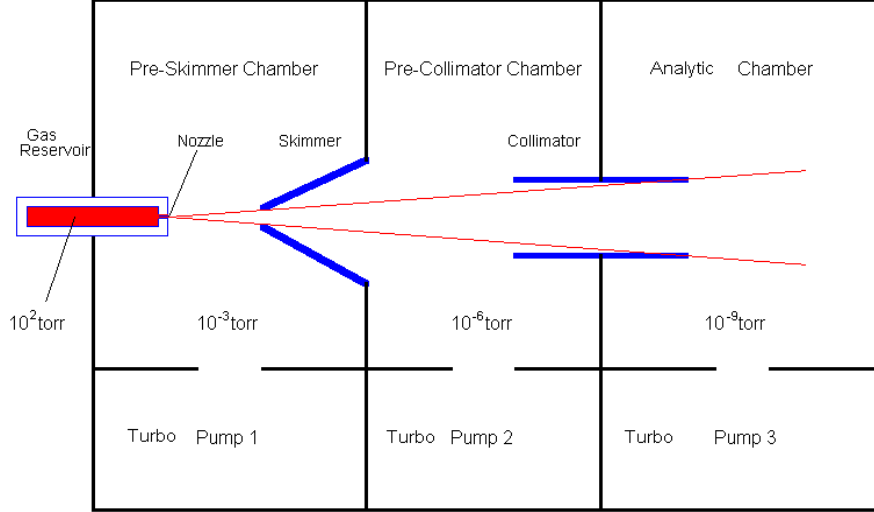 Pre-Skimmer Chamber
Pre-Collimator Chamber
Analytic Chamber
Gas
Reservoir
Nozzle
Skimmer
Collimator
10²torr
10⁻³torr
10⁻⁶torr
10⁻⁹torr
Turbo Pump 1
Turbo Pump 2
Turbo Pump 3